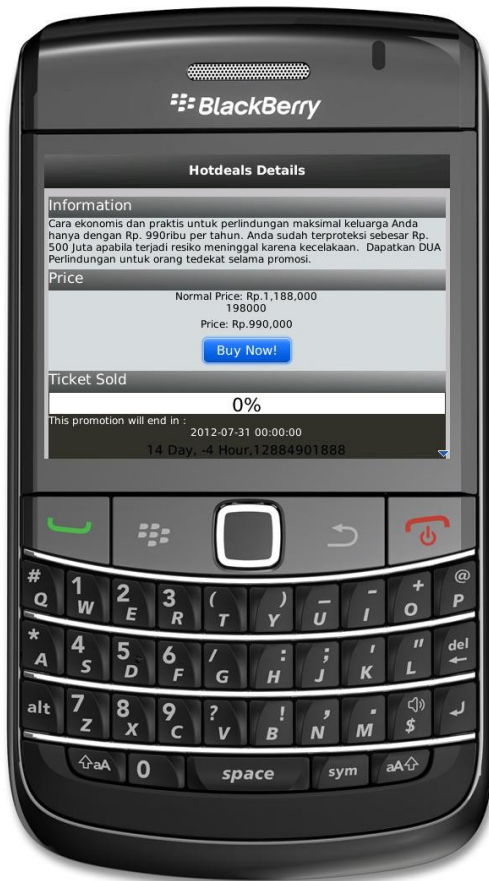 BlackBerry
Hotdeals Details
Information
Cara ekonomis dan praktis untuk perlindungan maksimal keluarga Anda
hanya dengan Rp. 990ribu per tahun. Anda sudah terproteksi sebesar Rp.
500 Juta apabila terjadi resiko meninggal karena kecelakaan. Dapatkan DUA
Perlindungan untuk orang tedekat selama promosi.
Price
Normal Price: Rp.1,188,000
198000
Price: Rp.990,000
Buy Now!
Ticket Sold
0%
This promotion will end in :
2012-07-31 00:00:00
14 Day, -4 Hour,12884901888
# 1 2 3 ( ) _ - + @
Q W E R T Y U I O P
* 4 5 6 / : ; ' " del
A S D F G H J K L
alt 7 8 9 ? ! , . $
Z X C V B N M
aA 0 space sym aA